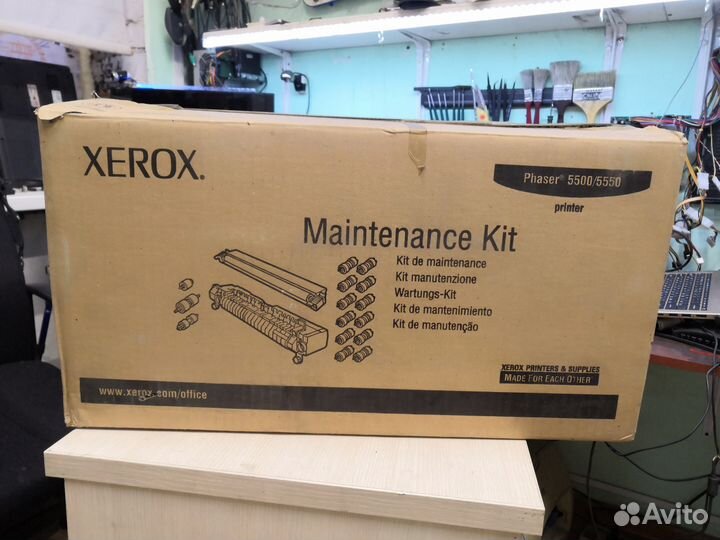 XEROX.
Phaser® 5500/5550
printer
Maintenance Kit
Kit de maintenance
Kit manutenzione
Wartungs-Kit
Kit de mantenimiento
Kit de manutenção
XEROX PRINTERS & SUPPLIES
MADE FOR EACH OTHER
www.xerox.com/office
Avito